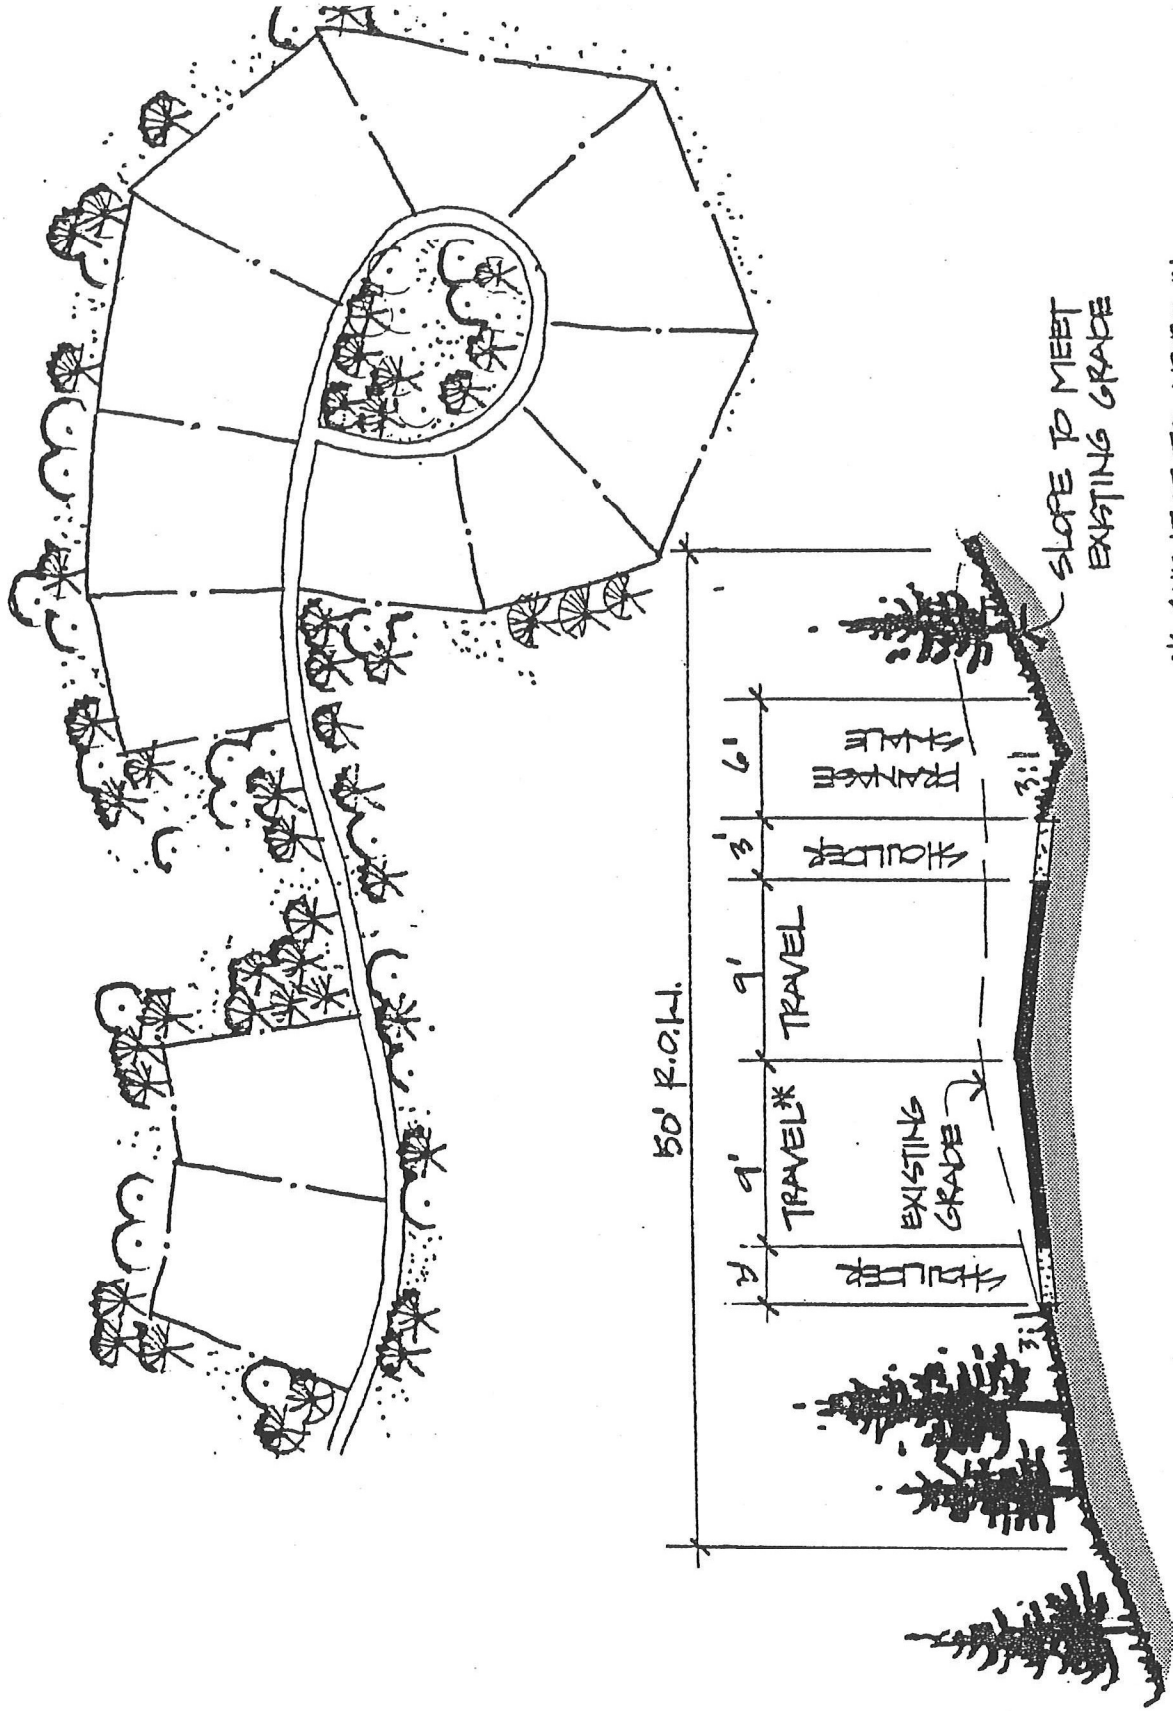 50' R.O.W.
9'
9'
3'
6'
SHOULDER
TRAVEL*
TRAVEL
SHOULDER
DRAINAGE
SWALE
EXISTING
GRADE
3:1
3:1
SLOPE TO MEET
EXISTING GRADE